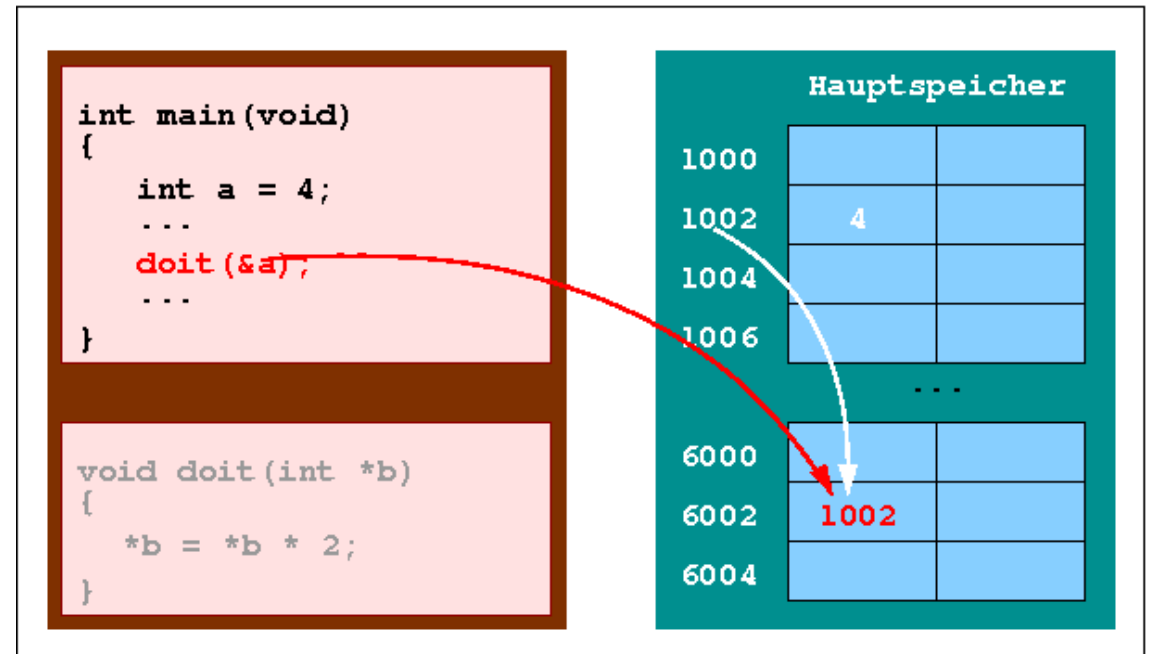 int main(void)
{
int a = 4;
...
doit(&a);
...
}
void doit(int *b)
{
*b = *b * 2;
}
Hauptspeicher
1000
1002 4
1004
1006
...
6000
6002 1002
6004